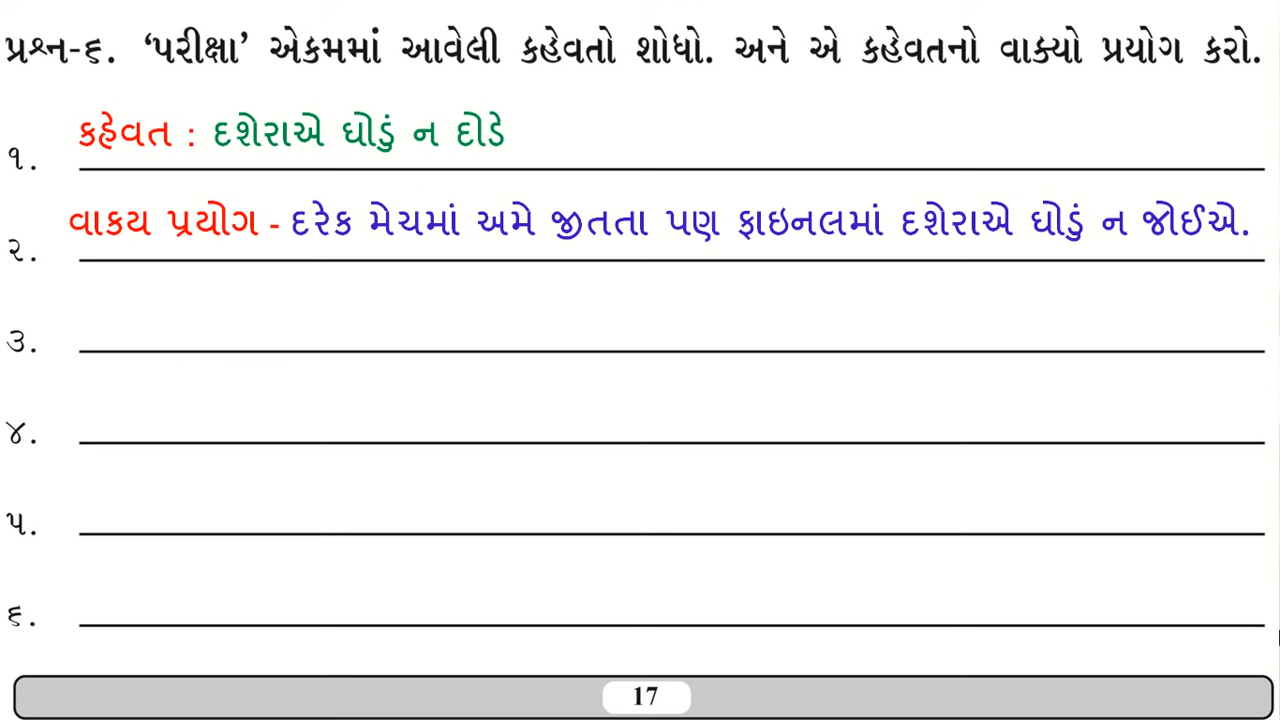 પ્રશ્ન-૬. ‘પરીક્ષા’ એકમમાં આવેલી કહેવતો શોધો. અને એ કહેવતનો વાક્યો પ્રયોગ કરો.
કહેવત : દશેરાએ ઘોડું ન દોડે
૧.
વાકય પ્રયોગ - દરેક મેચમાં અમે જીતતા પણ ફાઇનલમાં દશેરાએ ઘોડું ન જોઈએ.
૨.
૩.
૪.
૫.
૬.
17